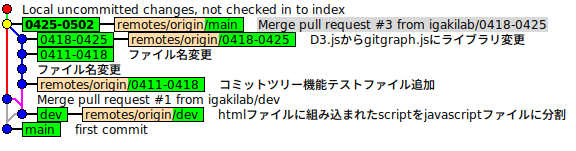 Local uncommitted changes, not checked in to index
0425-0502 remotes/origin/main Merge pull request #3 from igakilab/0418-0425
0418-0425 remotes/origin/0418-0425 D3.jsからgitgraph.jsにライブラリ変更
0411-0418 ファイル名変更
ファイル名変更
remotes/origin/0411-0418 コミットツリー機能テストファイル追加
Merge pull request #1 from igakilab/dev
dev remotes/origin/dev htmlファイルに組み込まれたscriptをjavascriptファイルに分割
main first commit